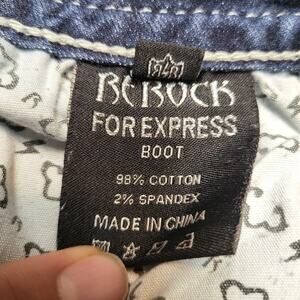 REROCK
FOR EXPRESS
BOOT
98% COTTON
2% SPANDEX
MADE IN CHINA